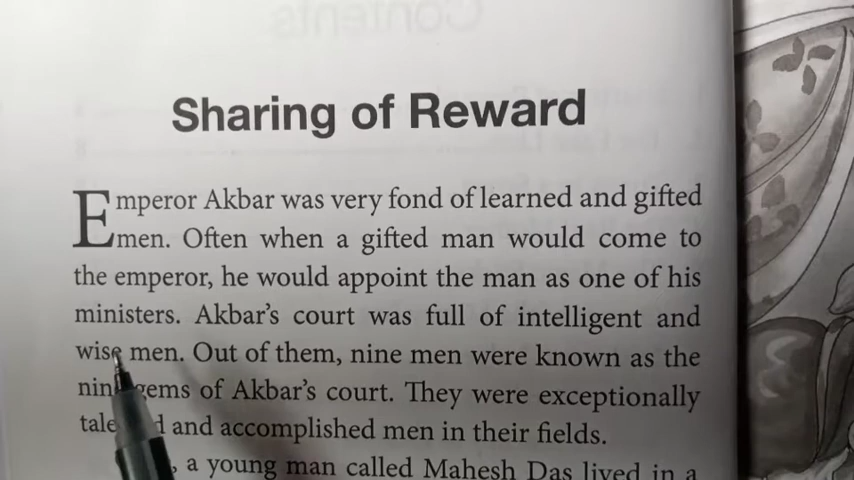 Contents
Sharing of Reward
Emperor Akbar was very fond of learned and gifted
men. Often when a gifted man would come to
the emperor, he would appoint the man as one of his
ministers. Akbar's court was full of intelligent and
wise men. Out of them, nine men were known as the
gems of Akbar's court. They were exceptionally
and accomplished men in their fields.
, a young man called Mahesh Das lived in a